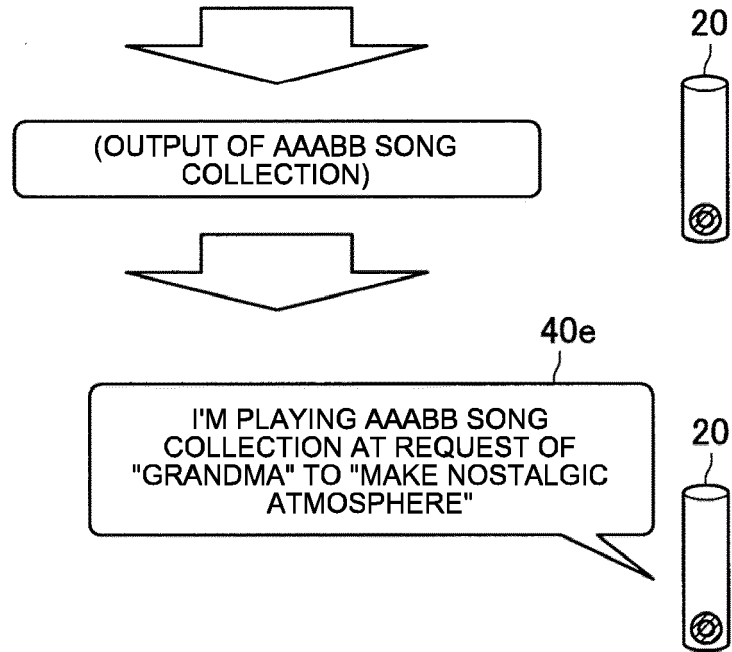 20
(OUTPUT OF AAABB SONG
COLLECTION)
40e
I'M PLAYING AAABB SONG
COLLECTION AT REQUEST OF
"GRANDMA" TO "MAKE NOSTALGIC
ATMOSPHERE"
20